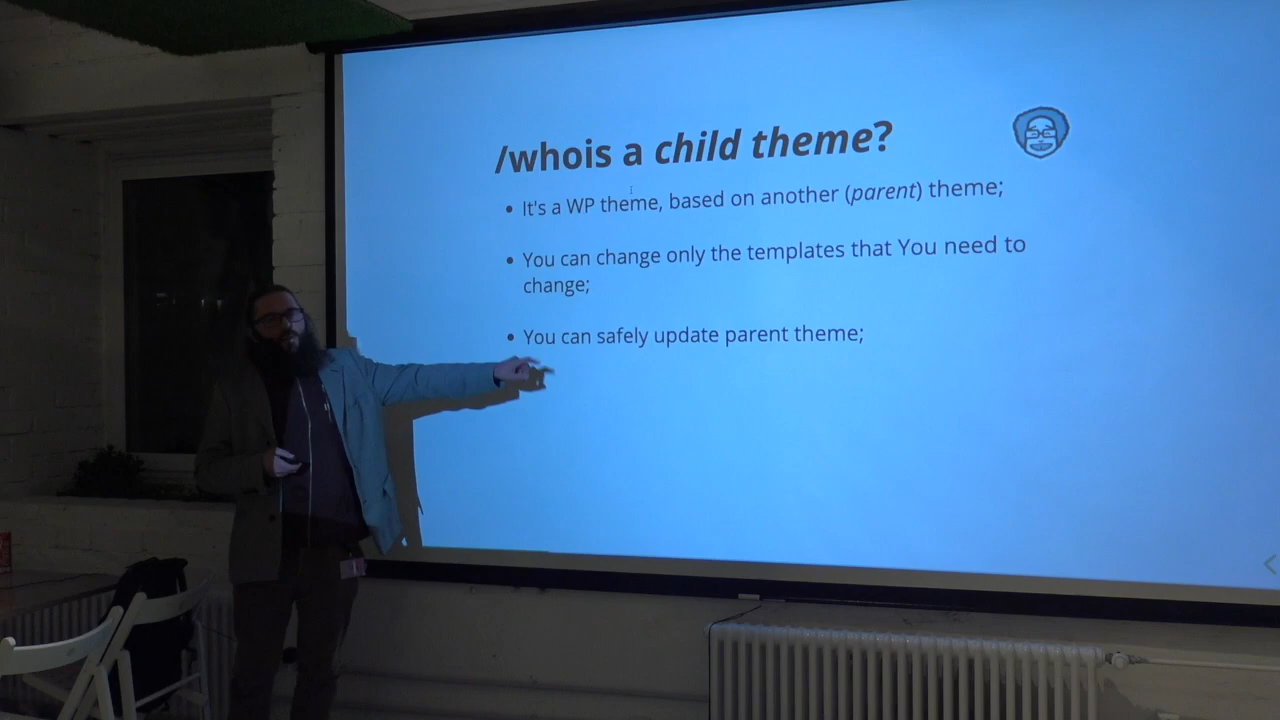 /whois a child theme?
• It's a WP theme, based on another (parent) theme;
• You can change only the templates that You need to
change;
• You can safely update parent theme;